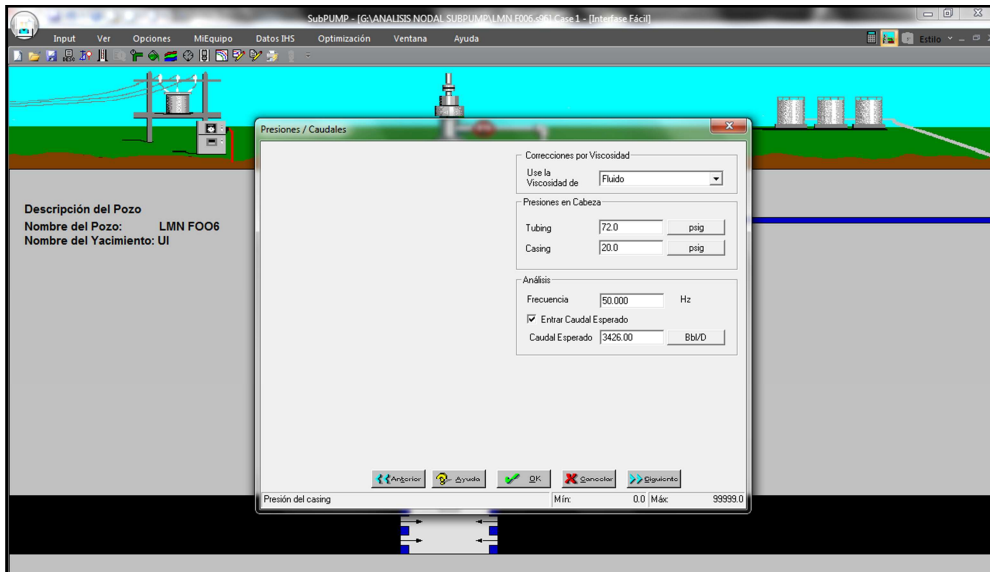 SubPUMP - [G:\ANALISIS NODAL SUBPUMP\LMN F006.s96] Case 1 - [Interfase Fácil]
Input Ver Opciones MiEquipo Datos IHS Optimización Ventana Ayuda
Estilo
Presiones / Caudales
Correcciones por Viscosidad
Use la
Viscosidad de Fluido
Presiones en Cabeza
Tubing 72.0 psig
Casing 20.0 psig
Análisis
Frecuencia 50.000 Hz
Entrar Caudal Esperado
Caudal Esperado 3426.00 Bbl/D
Descripción del Pozo
Nombre del Pozo: LMN FOO6
Nombre del Yacimiento: UI
Anterior Ayuda OK Cancelar Siguiente
Presión del casing Mín: 0.0 Máx: 99999.0